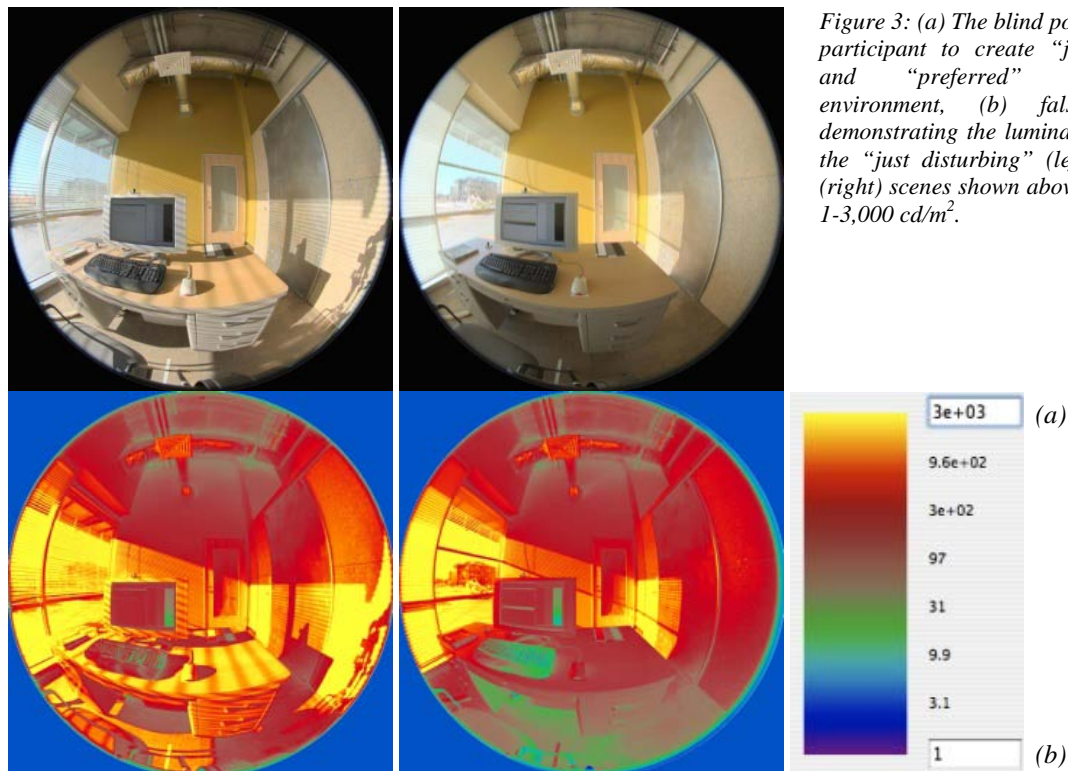 Figure 3: (a) The blind po
participant to create “j
and “preferred”
environment, (b) fals
demonstrating the lumina
the “just disturbing” (le
(right) scenes shown above
1-3,000 cd/m².
3e+03
(a)
9.6e+02
3e+02
97
31
9.9
3.1
1
(b)